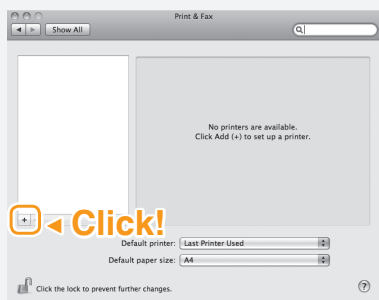 Print & Fax
Show All
No printers are available.
Click Add (+) to set up a printer.
+
◄ Click!
Default printer: Last Printer Used
Default paper size: A4
Click the lock to prevent further changes.
?